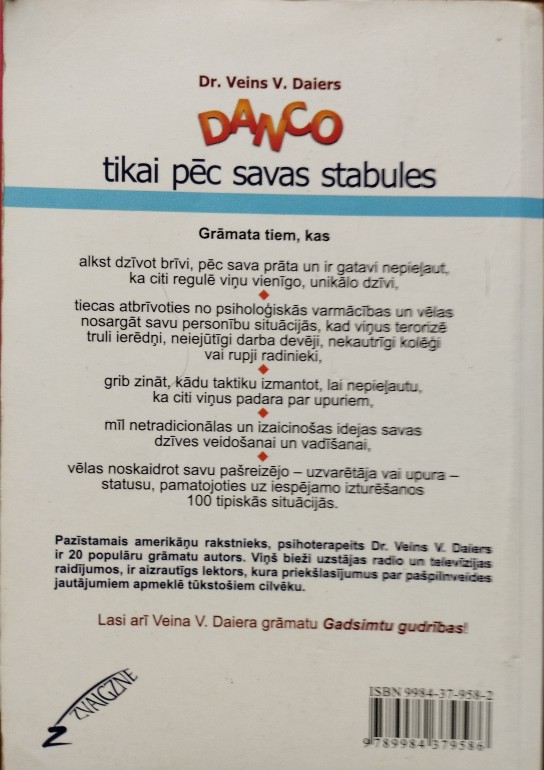 Dr. Veins V. Daiers
DANCO
tikai pēc savas stabules
Grāmata tiem, kas
alkst dzīvot brīvi, pēc sava prāta un ir gatavi nepieļaut,
ka citi regulē viņu vienīgo, unikālo dzīvi,
tiecas atbrīvoties no psiholoģiskās varmācības un vēlas
nosargāt savu personību situācijās, kad viņus terorizē
truli ierēdņi, neiejūtīgi darba devēji, nekautrīgi kolēģi
vai rupji radinieki,
grib zināt, kādu taktiku izmantot, lai nepieļautu,
ka citi viņus padara par upuriem,
mīl netradicionālas un izaicinošas idejas savas
dzīves veidošanai un vadīšanai,
vēlas noskaidrot savu pašreizējo – uzvarētāja vai upura –
statusu, pamatojoties uz iespējamo izturēšanos
100 tipiskās situācijās.
Pazīstamais amerikāņu rakstnieks, psihoterapeits Dr. Veins V. Daiers
ir 20 populāru grāmatu autors. Viņš bieži uzstājas radio un televīzijas
raidījumos, ir aizrautīgs lektors, kura priekšlasījumus par pašpilnveides
jautājumiem apmeklē tūkstošiem cilvēku.
Lasi arī Veina V. Daiera grāmatu Gadsimtu gudrības!
ZVAIGZNE
Z
ISBN 9984-37-958-2
9789984379586